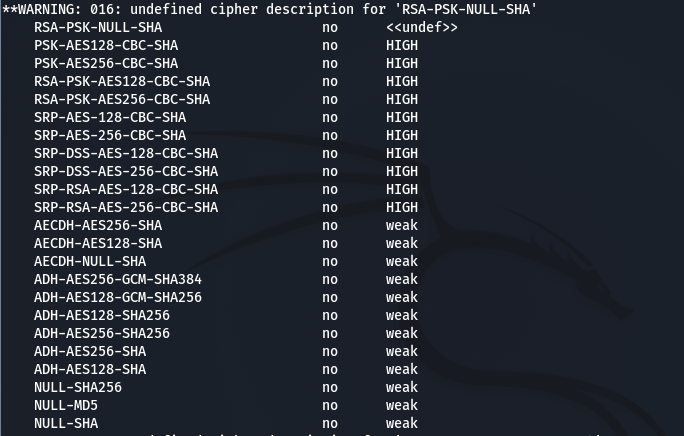 **WARNING: 016: undefined cipher description for 'RSA-PSK-NULL-SHA'
RSA-PSK-NULL-SHA no <<undef>>
PSK-AES128-CBC-SHA no HIGH
PSK-AES256-CBC-SHA no HIGH
RSA-PSK-AES128-CBC-SHA no HIGH
RSA-PSK-AES256-CBC-SHA no HIGH
SRP-AES-128-CBC-SHA no HIGH
SRP-AES-256-CBC-SHA no HIGH
SRP-DSS-AES-128-CBC-SHA no HIGH
SRP-DSS-AES-256-CBC-SHA no HIGH
SRP-RSA-AES-128-CBC-SHA no HIGH
SRP-RSA-AES-256-CBC-SHA no HIGH
AECDH-AES256-SHA no weak
AECDH-AES128-SHA no weak
AECDH-NULL-SHA no weak
ADH-AES256-GCM-SHA384 no weak
ADH-AES128-GCM-SHA256 no weak
ADH-AES128-SHA256 no weak
ADH-AES256-SHA256 no weak
ADH-AES256-SHA no weak
ADH-AES128-SHA no weak
NULL-SHA256 no weak
NULL-MD5 no weak
NULL-SHA no weak